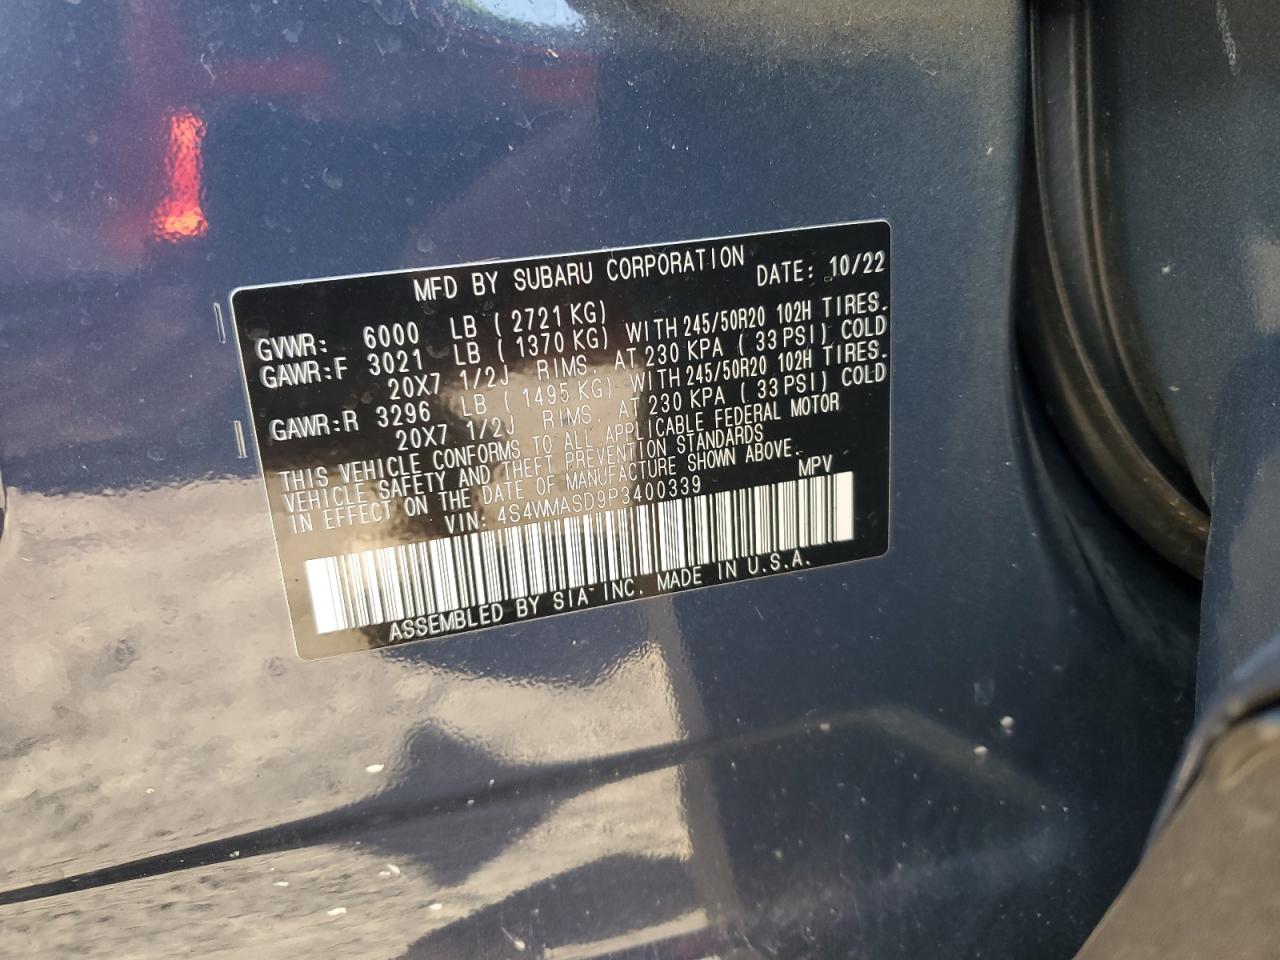 MFD BY SUBARU CORPORATION DATE: 10/22
GVWR: 6000 LB ( 2721 KG)
GAWR:F 3021 LB ( 1370 KG) WITH 245/50R20 102H TIRES.
20X7 1/2J RIMS. AT 230 KPA ( 33 PSI) COLD
GAWR:R 3296 LB ( 1495 KG) WITH 245/50R20 102H TIRES.
20X7 1/2J RIMS. AT 230 KPA ( 33 PSI) COLD
THIS VEHICLE CONFORMS TO ALL APPLICABLE FEDERAL MOTOR
VEHICLE SAFETY AND THEFT PREVENTION STANDARDS
IN EFFECT ON THE DATE OF MANUFACTURE SHOWN ABOVE.
VIN: 4S4WMASD9P3400339 MPV
ASSEMBLED BY SIA INC. MADE IN U.S.A.